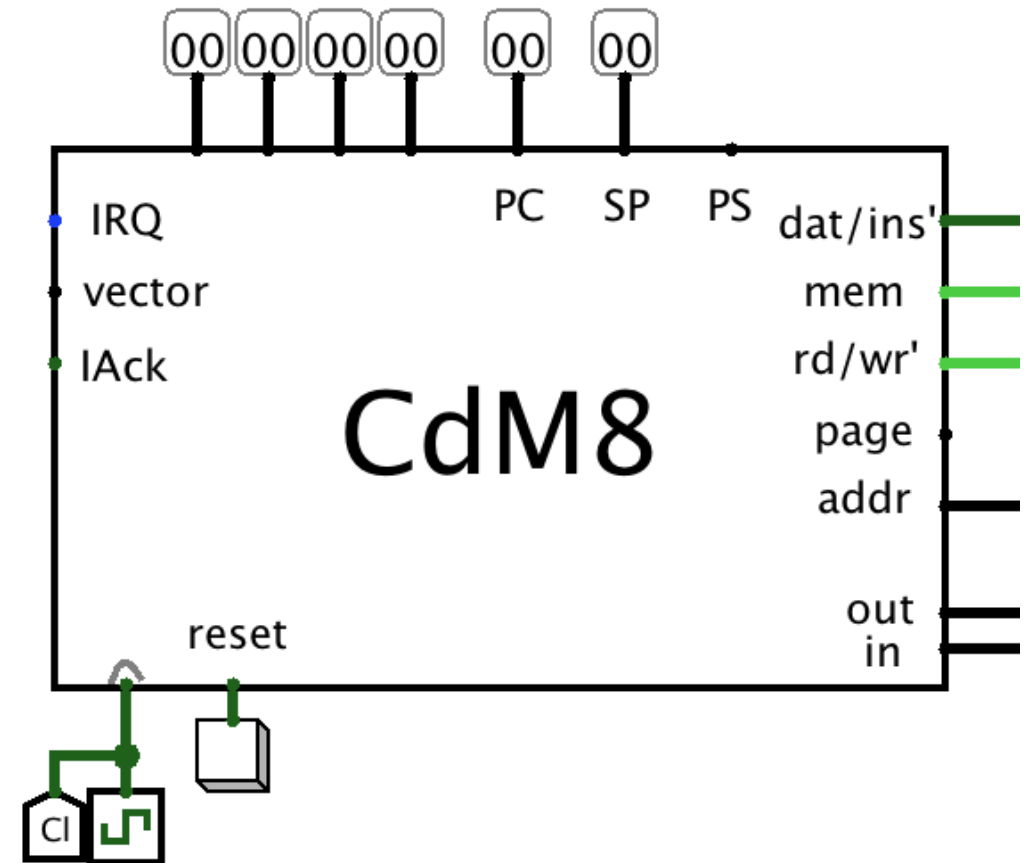 00 00 00 00 00 00
PC SP PS
IRQ dat/ins'
vector mem
IAck rd/wr'
CdM8
page
addr
reset out
in
Cl